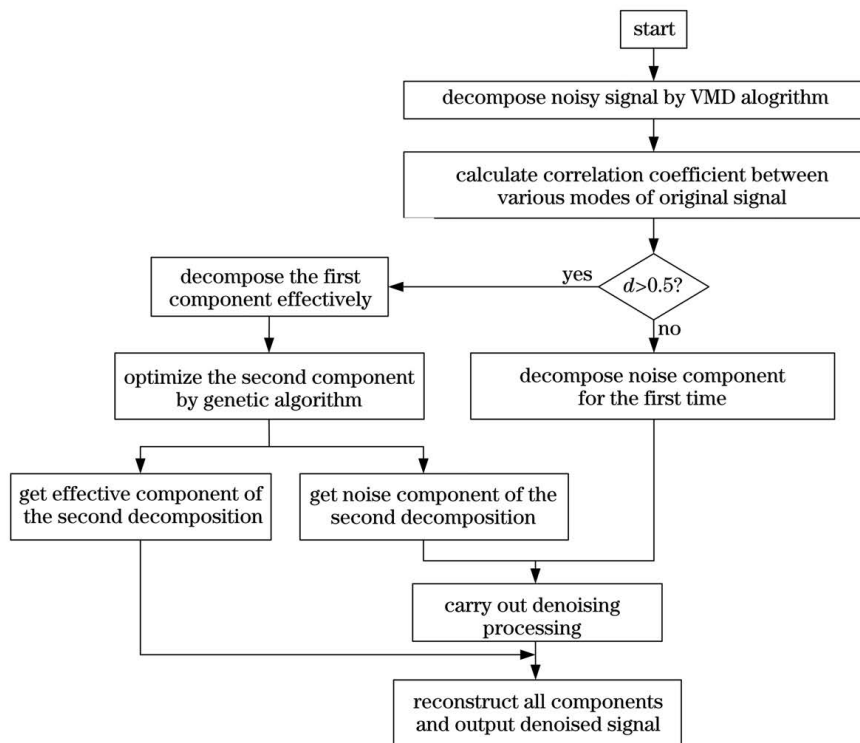 start
decompose noisy signal by VMD alogrithm
calculate correlation coefficient between
various modes of original signal
d>0.5?
yes
no
decompose the first
component effectively
optimize the second component
by genetic algorithm
decompose noise component
for the first time
get effective component of
the second decomposition
get noise component of the
second decomposition
carry out denoising
processing
reconstruct all components
and output denoised signal